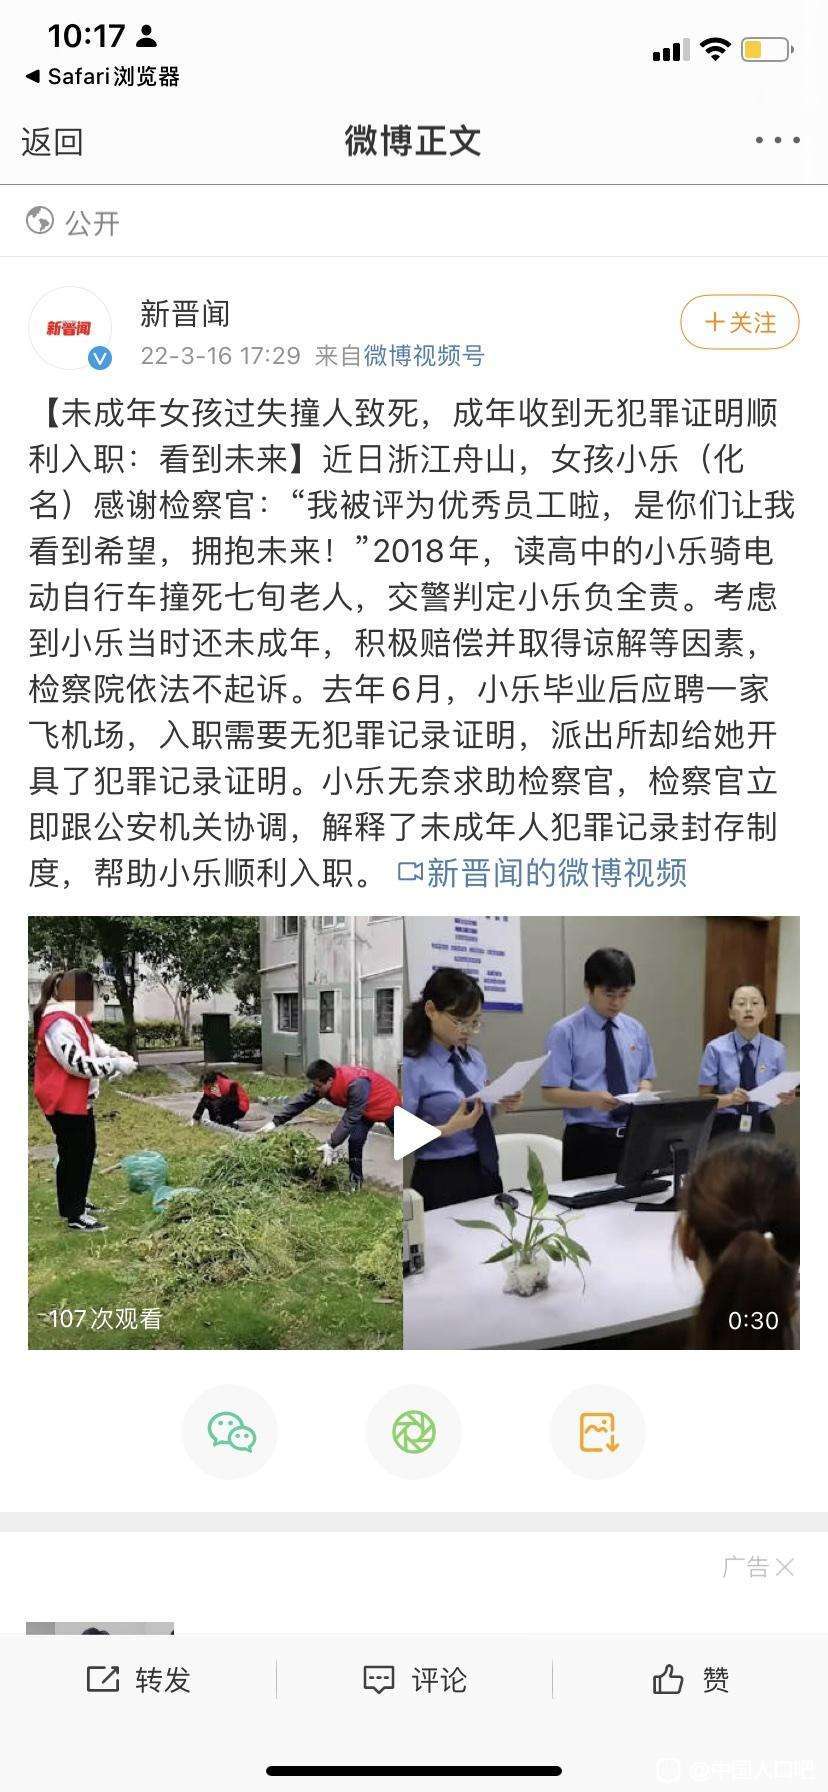 10:17
Safari浏览器
返回
微博正文
公开
新晋闻
新晋闻
22-3-16 17:29 来自微博视频号
关注
【未成年女孩过失撞人致死，成年收到无犯罪证明顺
利入职：看到未来】近日浙江舟山，女孩小乐（化
名）感谢检察官：“我被评为优秀员工啦，是你们让我
看到希望，拥抱未来！”2018年，读高中的小乐骑电
动自行车撞死七旬老人，交警判定小乐负全责。考虑
到小乐当时还未成年，积极赔偿并取得谅解等因素，
检察院依法不起诉。去年6月，小乐毕业后应聘一家
飞机场，入职需要无犯罪记录证明，派出所却给她开
具了犯罪记录证明。小乐无奈求助检察官，检察官立
即跟公安机关协调，解释了未成年人犯罪记录封存制
度，帮助小乐顺利入职。 新晋闻的微博视频
107次观看
0:30
广告
转发
评论
赞
@中国人口吧